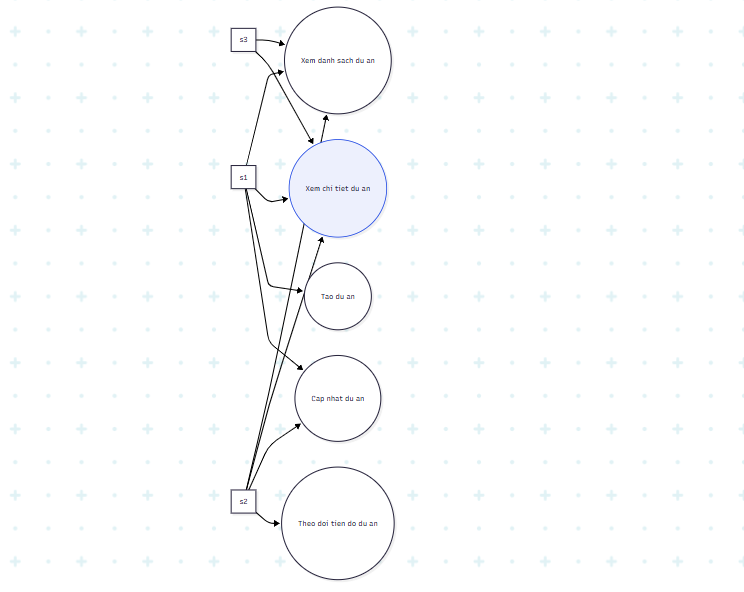 s3
Xem danh sach du an
s1
Xem chi tiet du an
Tao du an
Cap nhat du an
s2
Theo doi tien do du an